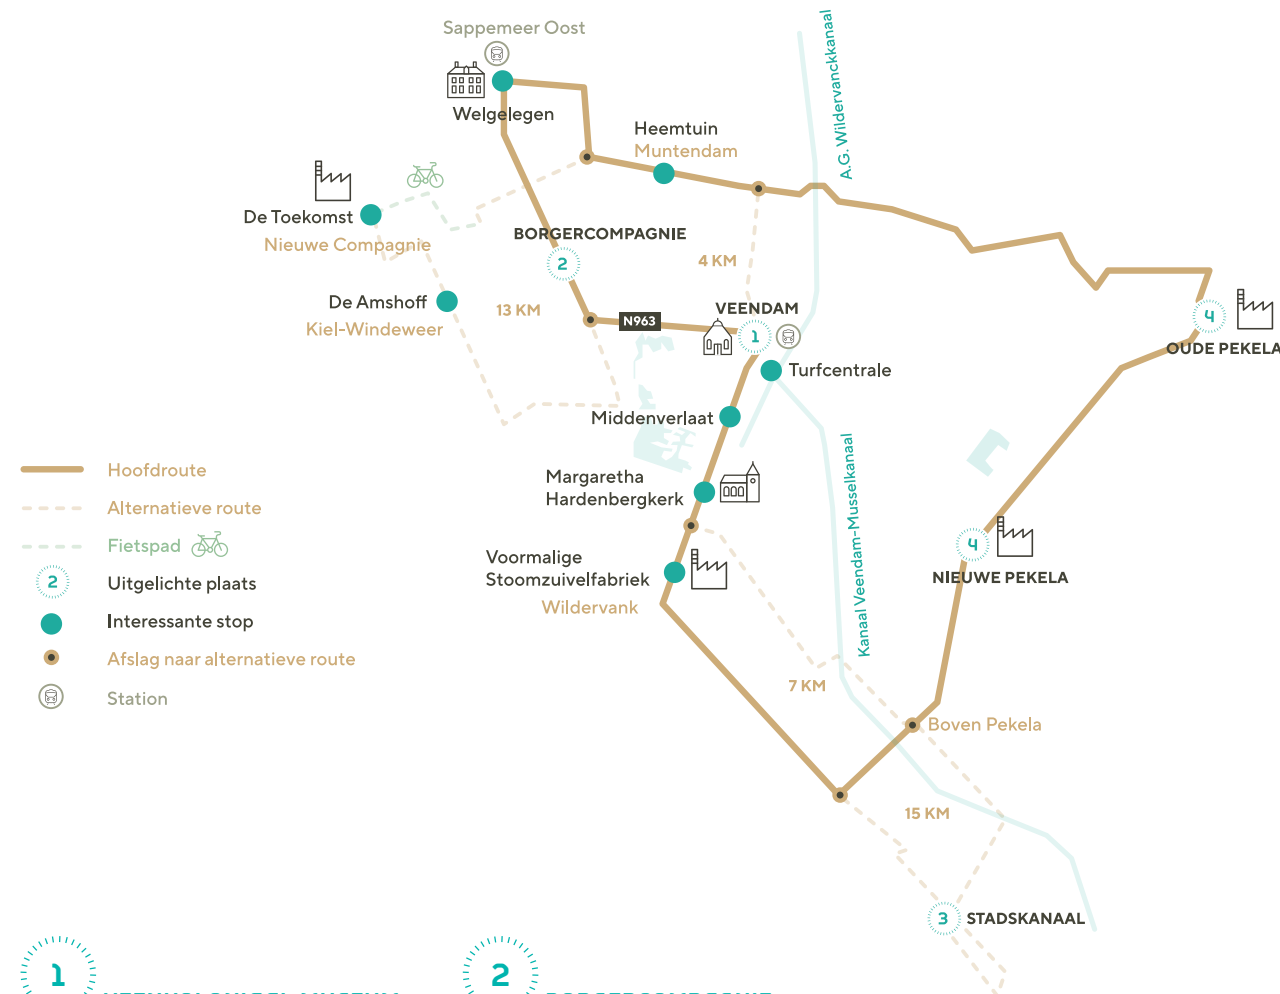 Sappemeer Oost
Welgelegen
A.G. Wildervanckkanaal
Heemtuin
Muntendam
De Toekomst
Nieuwe Compagnie
BORGERCOMPAGNIE
2
4 KM
De Amshoff
Kiel-Windeweer
13 KM
N963
VEENDAM
1
4
OUDE PEKELA
Turfcentrale
Middenverlaat
Margaretha
Hardenbergkerk
Kanaal Veendam-Musselkanaal
4
NIEUWE PEKELA
Voormalige
Stoomzuivelfabriek
Wildervank
7 KM
Boven Pekela
15 KM
3
STADSKANAAL
Hoofdroute
Alternatieve route
Fietspad
2
Uitgelichte plaats
Interessante stop
Afslag naar alternatieve route
Station
1
2